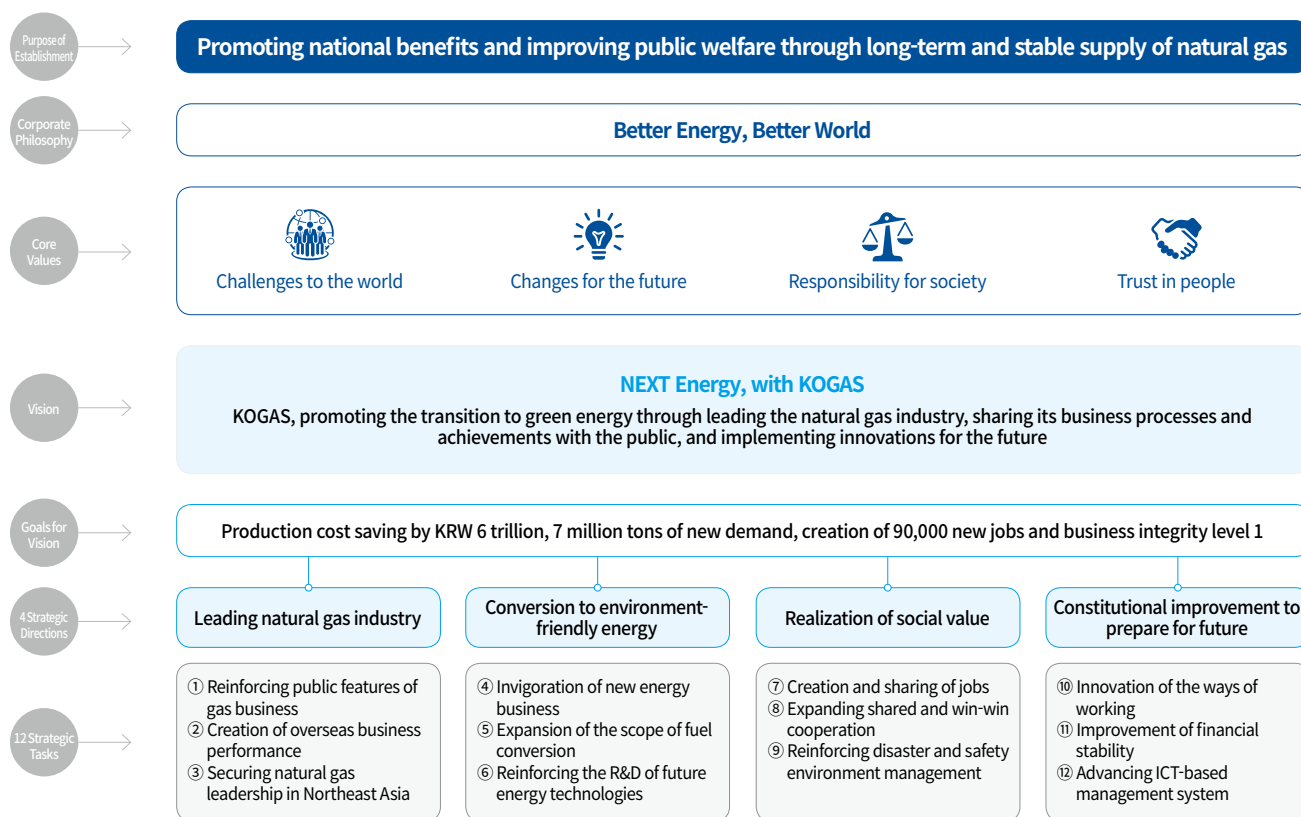 Purpose of
Establishment
Promoting national benefits and improving public welfare through long-term and stable supply of natural gas
Corporate
Philosophy
Better Energy, Better World
Core
Values
Challenges to the world
Changes for the future
Responsibility for society
Trust in people
Vision
NEXT Energy, with KOGAS
KOGAS, promoting the transition to green energy through leading the natural gas industry, sharing its business processes and
achievements with the public, and implementing innovations for the future
Goals for
Vision
Production cost saving by KRW 6 trillion, 7 million tons of new demand, creation of 90,000 new jobs and business integrity level 1
4 Strategic
Directions
Leading natural gas industry
Conversion to environment-
friendly energy
Realization of social value
Constitutional improvement to
prepare for future
12 Strategic
Tasks
① Reinforcing public features of
gas business
② Creation of overseas business
performance
③ Securing natural gas
leadership in Northeast Asia
④ Invigoration of new energy
business
⑤ Expansion of the scope of fuel
conversion
⑥ Reinforcing the R&D of future
energy technologies
⑦ Creation and sharing of jobs
⑧ Expanding shared and win-win
cooperation
⑨ Reinforcing disaster and safety
environment management
⑩ Innovation of the ways of
working
⑪ Improvement of financial
stability
⑫ Advancing ICT-based
management system